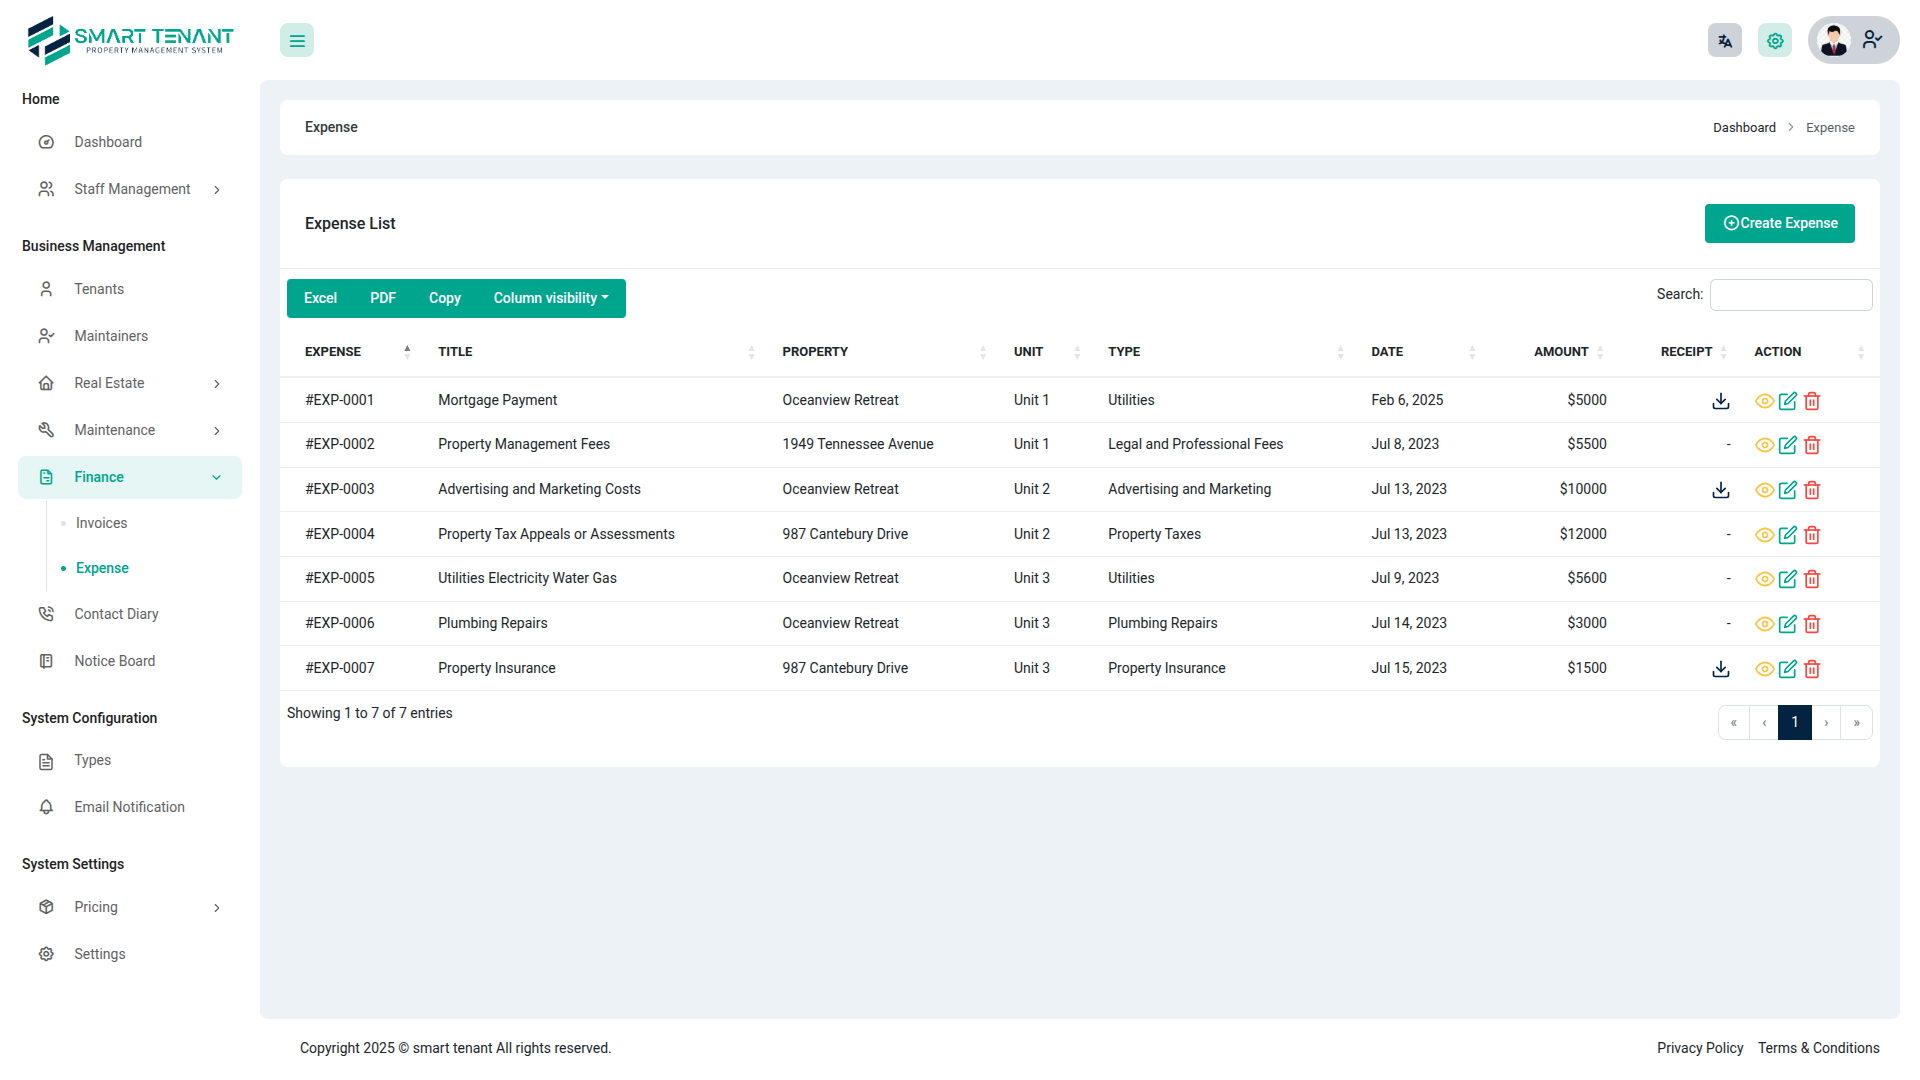 SMART TENANT
PROPERTY MANAGEMENT SYSTEM
Home
Dashboard
Staff Management
Business Management
Tenants
Maintainers
Real Estate
Maintenance
Finance
Invoices
Expense
Contact Diary
Notice Board
System Configuration
Types
Email Notification
System Settings
Pricing
Settings
Expense
Dashboard > Expense
Expense List
Create Expense
Excel PDF Copy Column visibility
Search:
EXPENSE TITLE PROPERTY UNIT TYPE DATE AMOUNT RECEIPT ACTION
#EXP-0001 Mortgage Payment Oceanview Retreat Unit 1 Utilities Feb 6, 2025 $5000
#EXP-0002 Property Management Fees 1949 Tennessee Avenue Unit 1 Legal and Professional Fees Jul 8, 2023 $5500 -
#EXP-0003 Advertising and Marketing Costs Oceanview Retreat Unit 2 Advertising and Marketing Jul 13, 2023 $10000
#EXP-0004 Property Tax Appeals or Assessments 987 Cantebury Drive Unit 2 Property Taxes Jul 13, 2023 $12000 -
#EXP-0005 Utilities Electricity Water Gas Oceanview Retreat Unit 3 Utilities Jul 9, 2023 $5600 -
#EXP-0006 Plumbing Repairs Oceanview Retreat Unit 3 Plumbing Repairs Jul 14, 2023 $3000 -
#EXP-0007 Property Insurance 987 Cantebury Drive Unit 3 Property Insurance Jul 15, 2023 $1500
Showing 1 to 7 of 7 entries
« ‹ 1 › »
Copyright 2025 © smart tenant All rights reserved.
Privacy Policy Terms & Conditions